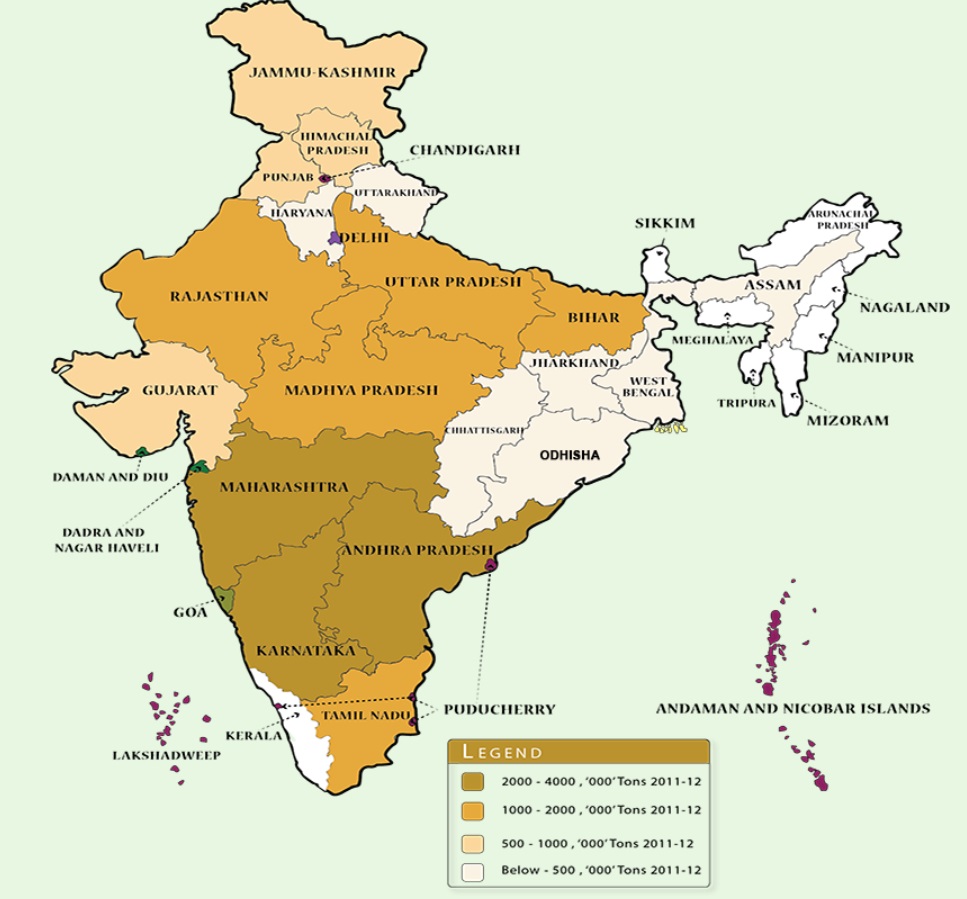 JAMMU-KASHMIR
HIMACHAL
PRADESH
CHANDIGARH
PUNJAB
UTTARAKHAND
HARYANA
DELHI
SIKKIM
ARUNACHAL
PRADESH
RAJASTHAN
UTTAR PRADESH
ASSAM
NAGALAND
BIHAR
MEGHALAYA
MANIPUR
JHARKHAND
GUJARAT
MADHYA PRADESH
WEST
BENGAL
TRIPURA
MIZORAM
CHHATTISGARH
ODHISHA
DAMAN AND DIU
MAHARASHTRA
DADRA AND
NAGAR HAVELI
ANDHRA PRADESH
GOA
KARNATAKA
PUDUCHERRY
ANDAMAN AND NICOBAR ISLANDS
TAMIL NADU
KERALA
LAKSHADWEEP
LEGEND
2000 - 4000 , '000' Tons 2011-12
1000 - 2000 , '000' Tons 2011-12
500 - 1000 , '000' Tons 2011-12
Below - 500 , '000' Tons 2011-12